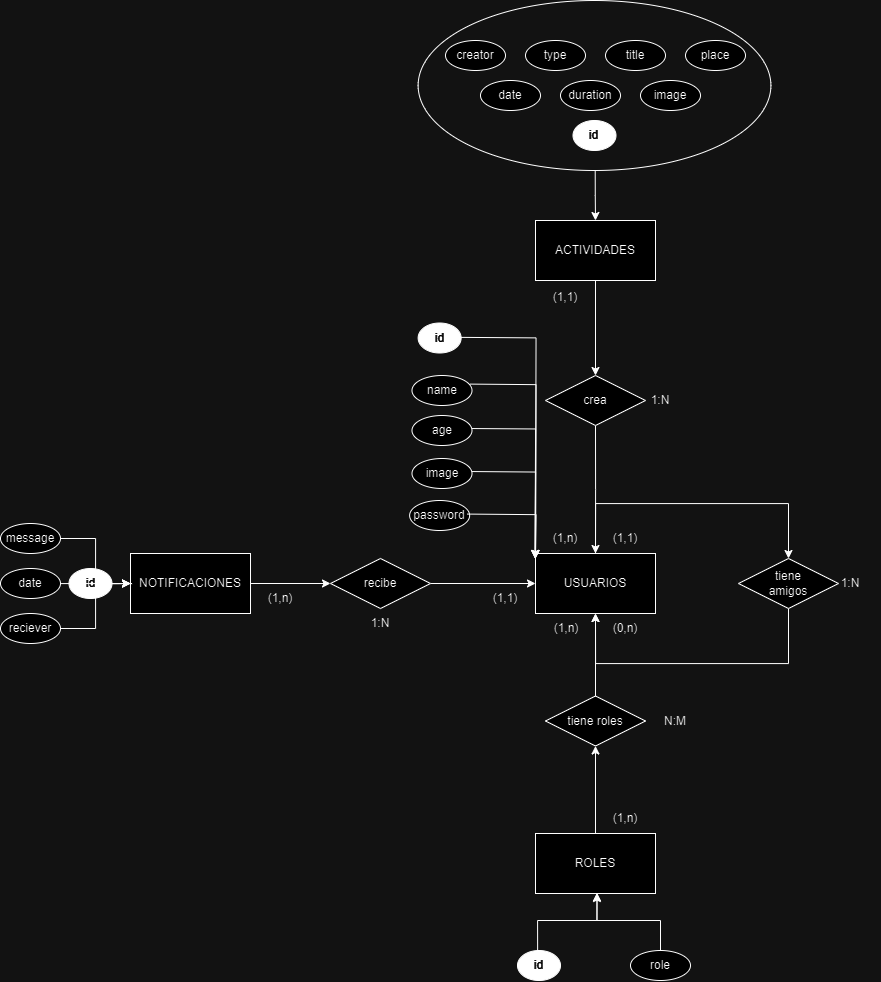 creator
type
title
place
date
duration
image
id
ACTIVIDADES
(1,1)
id
name
crea
1:N
age
image
password
(1,n)
(1,1)
message
date
id
reciever
NOTIFICACIONES
(1,n)
recibe
1:N
(1,1)
USUARIOS
tiene
amigos
1:N
(1,n)
(0,n)
tiene roles
N:M
(1,n)
ROLES
id
role